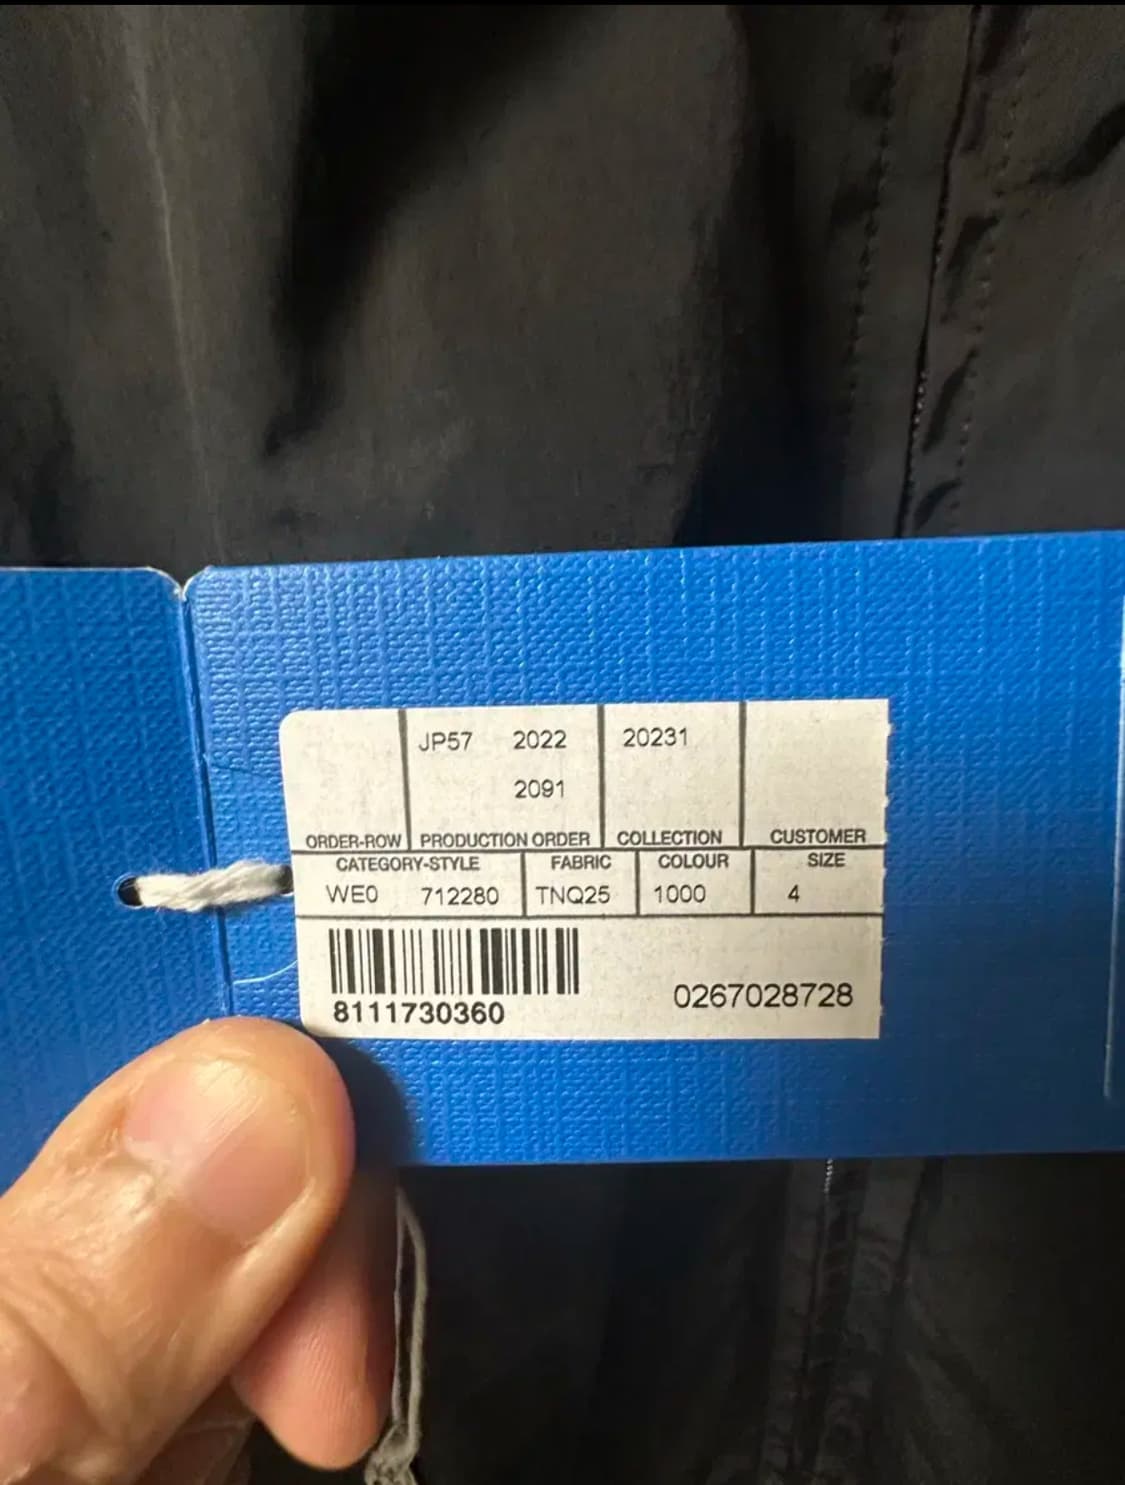 JP57 2022 20231
2091
ORDER-ROW PRODUCTION ORDER COLLECTION CUSTOMER
CATEGORY-STYLE FABRIC COLOUR SIZE
WE0 712280 TNQ25 1000 4
8111730360 0267028728